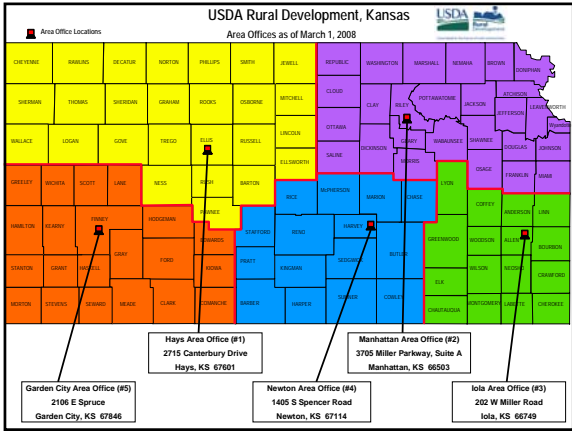 USDA Rural Development, Kansas
Area Office Locations
Area Offices as of March 1, 2008
USDA
Rural
Development
CHEYENNE RAWLINS DECATUR NORTON PHILLIPS SMITH JEWELL REPUBLIC WASHINGTON MARSHALL NEMAHA BROWN DONIPHAN
SHERMAN THOMAS SHERIDAN GRAHAM ROOKS OSBORNE MITCHELL CLOUD CLAY RILEY POTTAWATOMIE JACKSON ATCHISON JEFFERSON LEAVENWORTH
Wyandotte
WALLACE LOGAN GOVE TREGO ELLIS RUSSELL LINCOLN OTTAWA
ELLSWORTH SALINE DICKINSON GEARY MORRIS WABAUNSEE SHAWNEE DOUGLAS JOHNSON
GREELEY WICHITA SCOTT LANE NESS RUSH BARTON RICE McPHERSON MARION CHASE LYON OSAGE FRANKLIN MIAMI
HAMILTON KEARNY FINNEY HODGEMAN PAWNEE STAFFORD RENO HARVEY COFFEY ANDERSON LINN
GRAY FORD EDWARDS PRATT SEDGWICK BUTLER GREENWOOD WOODSON ALLEN BOURBON
STANTON GRANT HASKELL KIOWA KINGMAN ELK WILSON NEOSHO CRAWFORD
MORTON STEVENS SEWARD MEADE CLARK COMANCHE BARBER HARPER SUMNER COWLEY CHAUTAUQUA MONTGOMERY LABETTE CHEROKEE
Hays Area Office (#1)
2715 Canterbury Drive
Hays, KS 67601
Manhattan Area Office (#2)
3705 Miller Parkway, Suite A
Manhattan, KS 66503
Garden City Area Office (#5)
2106 E Spruce
Garden City, KS 67846
Newton Area Office (#4)
1405 S Spencer Road
Newton, KS 67114
Iola Area Office (#3)
202 W Miller Road
Iola, KS 66749